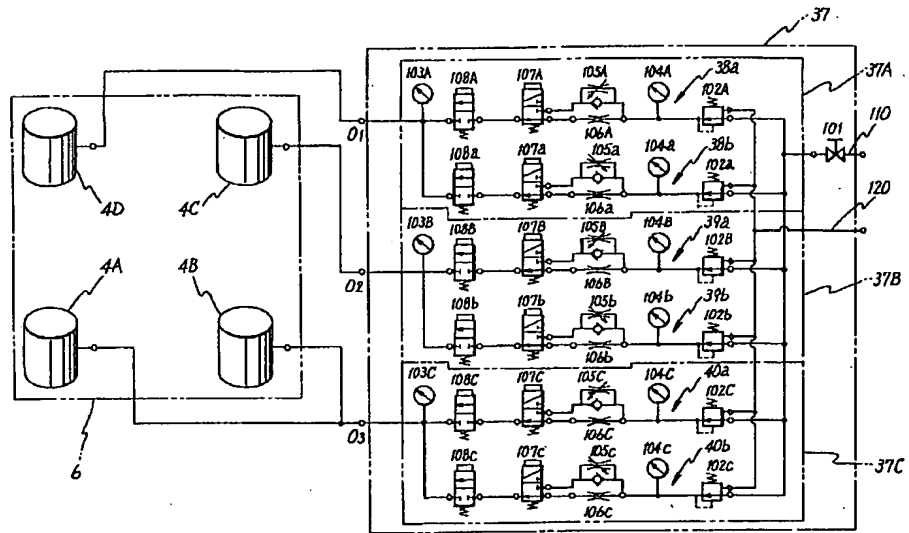 37
103A 108A 107A 105A 104A 38a 102A 37A
110
101
O1
106A
38b
4D 4C
108a 107a 105a 104a 102a
120
103B
106a
39a
108B 107B 105B 104B 102B
4A 4B
O2
106B
39b
37B
108b 107b 105b 104b 102b
106b
103C 108C 107C 105C 104C 40a 102C
6
O3
106C
40b
37C
108c 107c 105c 104c 102c
106c